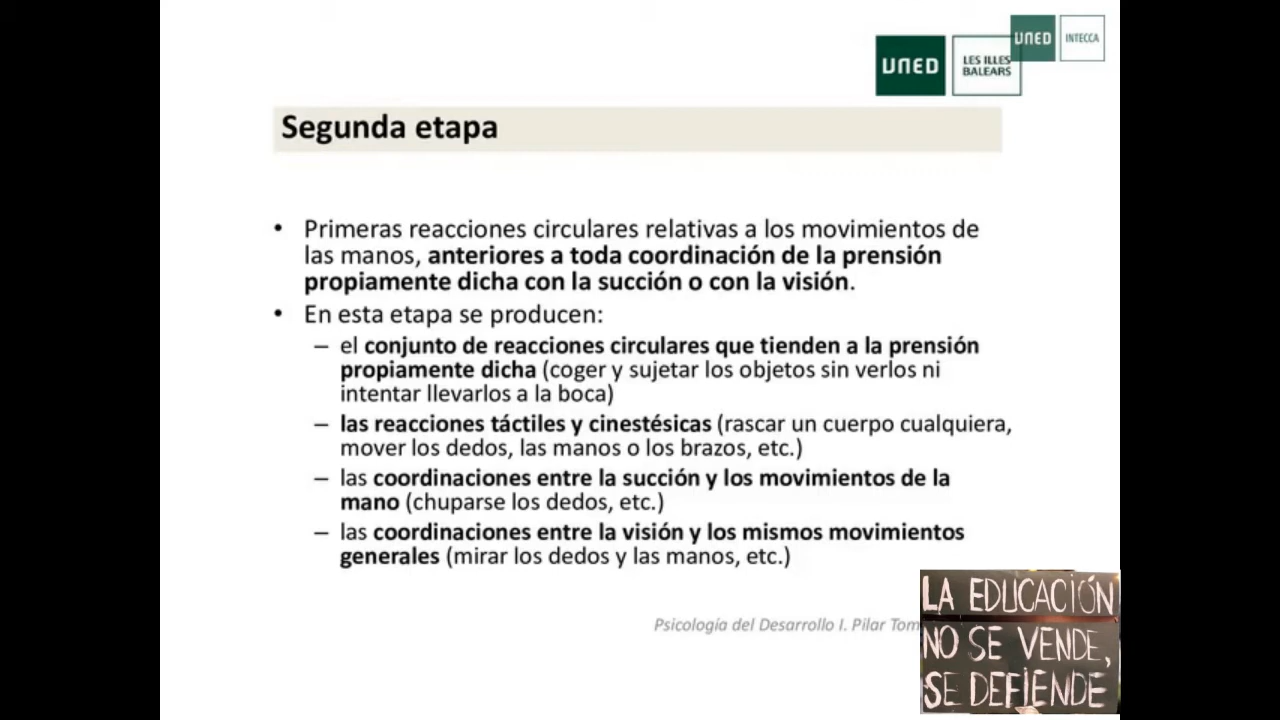 UNED
INTECCA
UNED
LES ILLES
BALEARS
Segunda etapa
• Primeras reacciones circulares relativas a los movimientos de
las manos, anteriores a toda coordinación de la prensión
propiamente dicha con la succión o con la visión.
• En esta etapa se producen:
– el conjunto de reacciones circulares que tienden a la prensión
propiamente dicha (coger y sujetar los objetos sin verlos ni
intentar llevarlos a la boca)
– las reacciones táctiles y cinestésicas (rascar un cuerpo cualquiera,
mover los dedos, las manos o los brazos, etc.)
– las coordinaciones entre la succión y los movimientos de la
mano (chuparse los dedos, etc.)
– las coordinaciones entre la visión y los mismos movimientos
generales (mirar los dedos y las manos, etc.)
Psicología del Desarrollo I. Pilar Tom
LA EDUCACIÓN
NO SE VENDE,
SE DEFIENDE